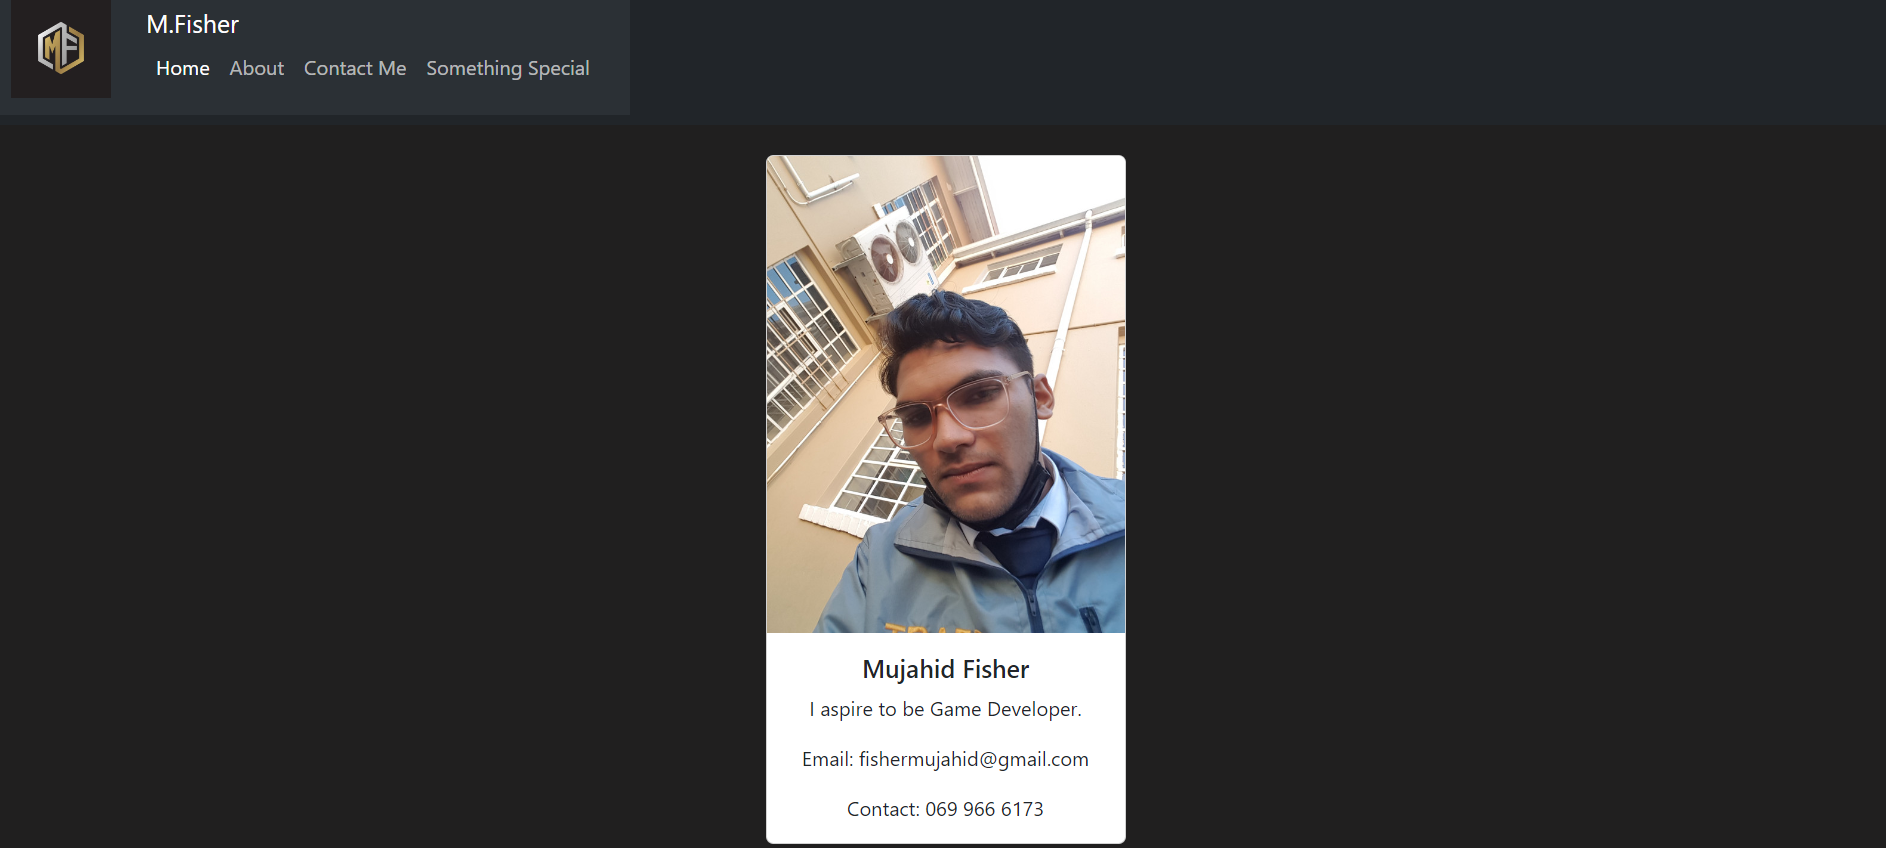 MF
M.Fisher
Home About Contact Me Something Special
Mujahid Fisher
I aspire to be Game Developer.
Email: fishermujahid@gmail.com
Contact: 069 966 6173